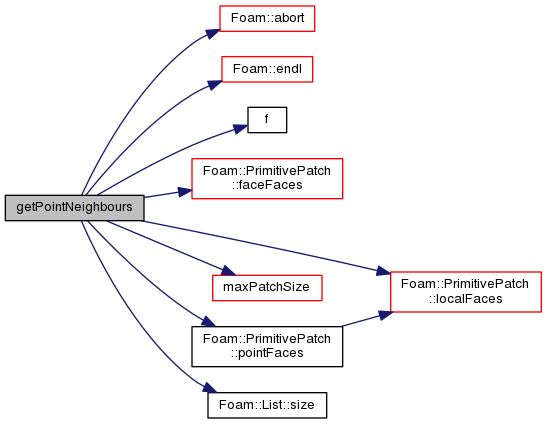 Foam::abort
Foam::endl
f
getPointNeighbours
Foam::PrimitivePatch
::faceFaces
maxPatchSize
Foam::PrimitivePatch
::localFaces
Foam::PrimitivePatch
::pointFaces
Foam::List::size